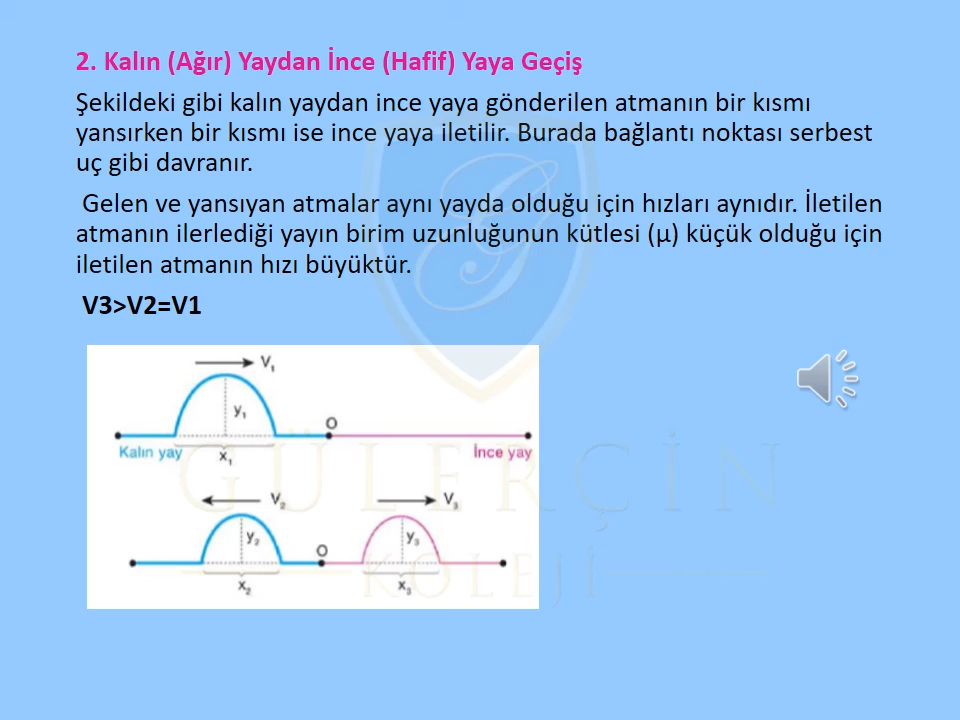 2. Kalın (Ağır) Yaydan İnce (Hafif) Yaya Geçiş
Şekildeki gibi kalın yaydan ince yaya gönderilen atmanın bir kısmı
yansırken bir kısmı ise ince yaya iletilir. Burada bağlantı noktası serbest
uç gibi davranır.
Gelen ve yansıyan atmalar aynı yayda olduğu için hızları aynıdır. İletilen
atmanın ilerlediği yayın birim uzunluğunun kütlesi (μ) küçük olduğu için
iletilen atmanın hızı büyüktür.
V3>V2=V1
V₁
y₁
O
Kalın yay
x₁
İnce yay
V₂
V₃
y₂
O
y₃
x₂
x₃
GÜLERÇİN
KOLEJİ